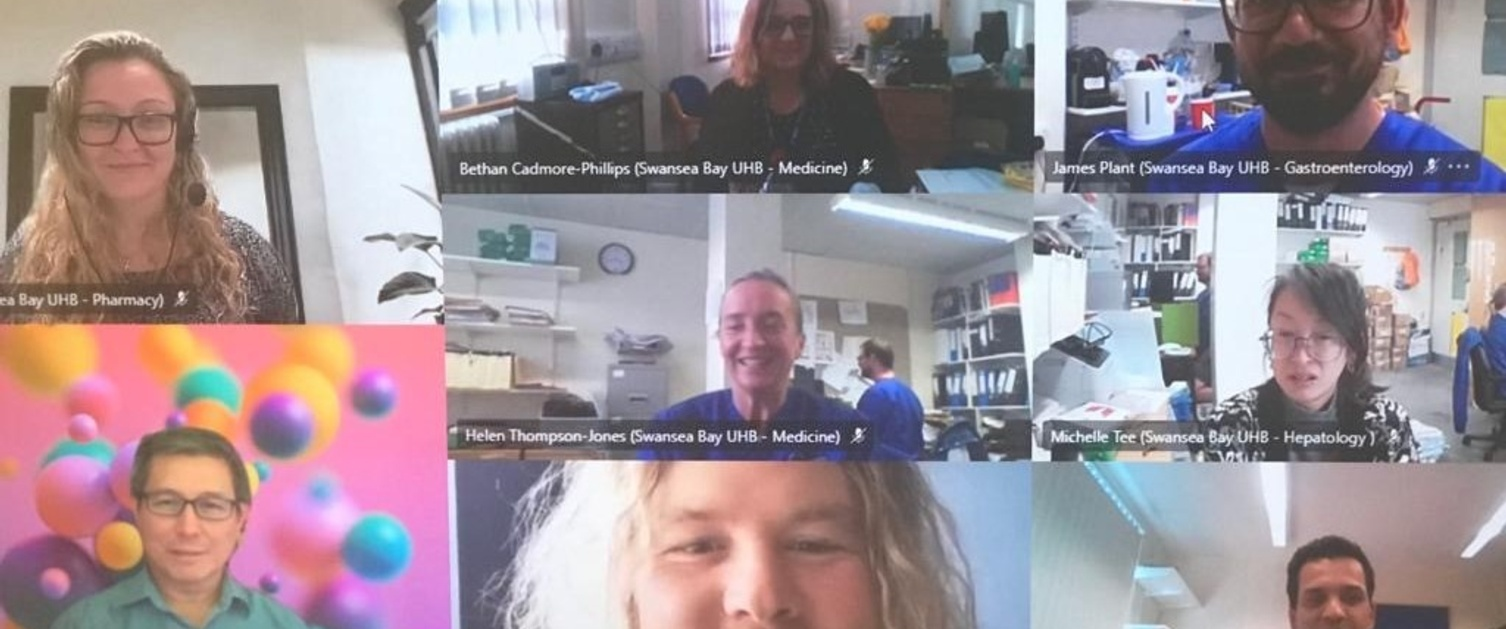 Bethan Cadmore-Phillips (Swansea Bay UHB - Medicine)
James Plant (Swansea Bay UHB - Gastroenterology)
ea Bay UHB - Pharmacy)
Helen Thompson-Jones (Swansea Bay UHB - Medicine)
Michelle Tee (Swansea Bay UHB - Hepatology )